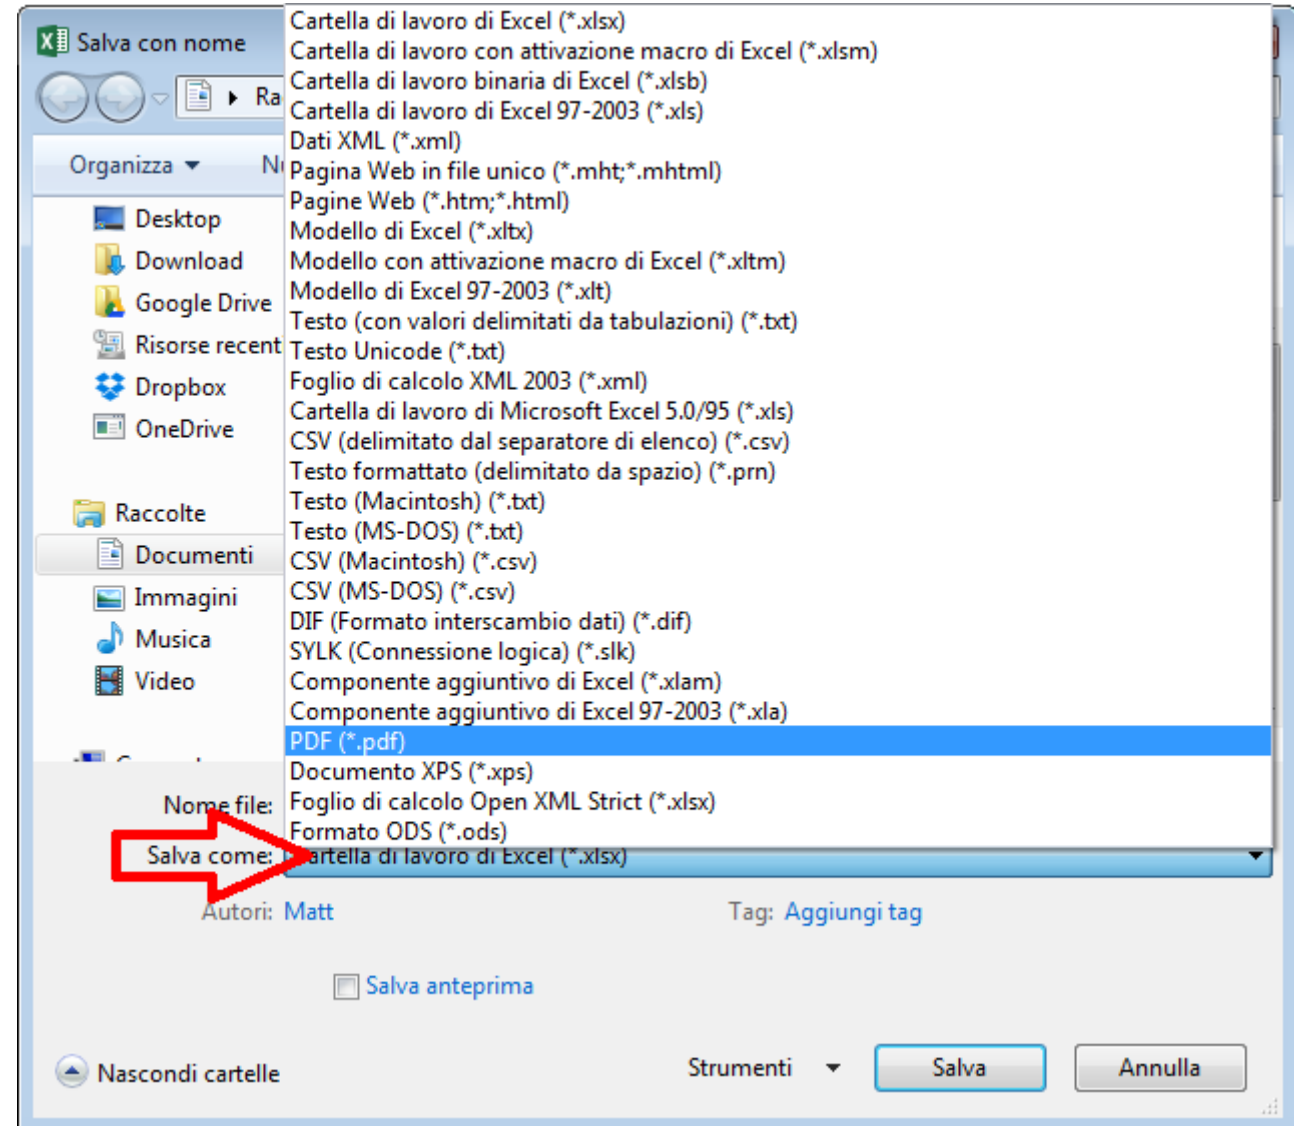 Salva con nome
Ra
Organizza
Desktop
Download
Google Drive
Risorse recent
Dropbox
OneDrive
Raccolte
Documenti
Immagini
Musica
Video
Cartella di lavoro di Excel (*.xlsx)
Cartella di lavoro con attivazione macro di Excel (*.xlsm)
Cartella di lavoro binaria di Excel (*.xlsb)
Cartella di lavoro di Excel 97-2003 (*.xls)
Dati XML (*.xml)
Pagina Web in file unico (*.mht;*.mhtml)
Pagine Web (*.htm;*.html)
Modello di Excel (*.xltx)
Modello con attivazione macro di Excel (*.xltm)
Modello di Excel 97-2003 (*.xlt)
Testo (con valori delimitati da tabulazioni) (*.txt)
Testo Unicode (*.txt)
Foglio di calcolo XML 2003 (*.xml)
Cartella di lavoro di Microsoft Excel 5.0/95 (*.xls)
CSV (delimitato dal separatore di elenco) (*.csv)
Testo formattato (delimitato da spazio) (*.prn)
Testo (Macintosh) (*.txt)
Testo (MS-DOS) (*.txt)
CSV (Macintosh) (*.csv)
CSV (MS-DOS) (*.csv)
DIF (Formato interscambio dati) (*.dif)
SYLK (Connessione logica) (*.slk)
Componente aggiuntivo di Excel (*.xlam)
Componente aggiuntivo di Excel 97-2003 (*.xla)
PDF (*.pdf)
Documento XPS (*.xps)
Foglio di calcolo Open XML Strict (*.xlsx)
Formato ODS (*.ods)
Nome file:
Salva come: Cartella di lavoro di Excel (*.xlsx)
Autori: Matt Tag: Aggiungi tag
Salva anteprima
Nascondi cartelle Strumenti Salva Annulla